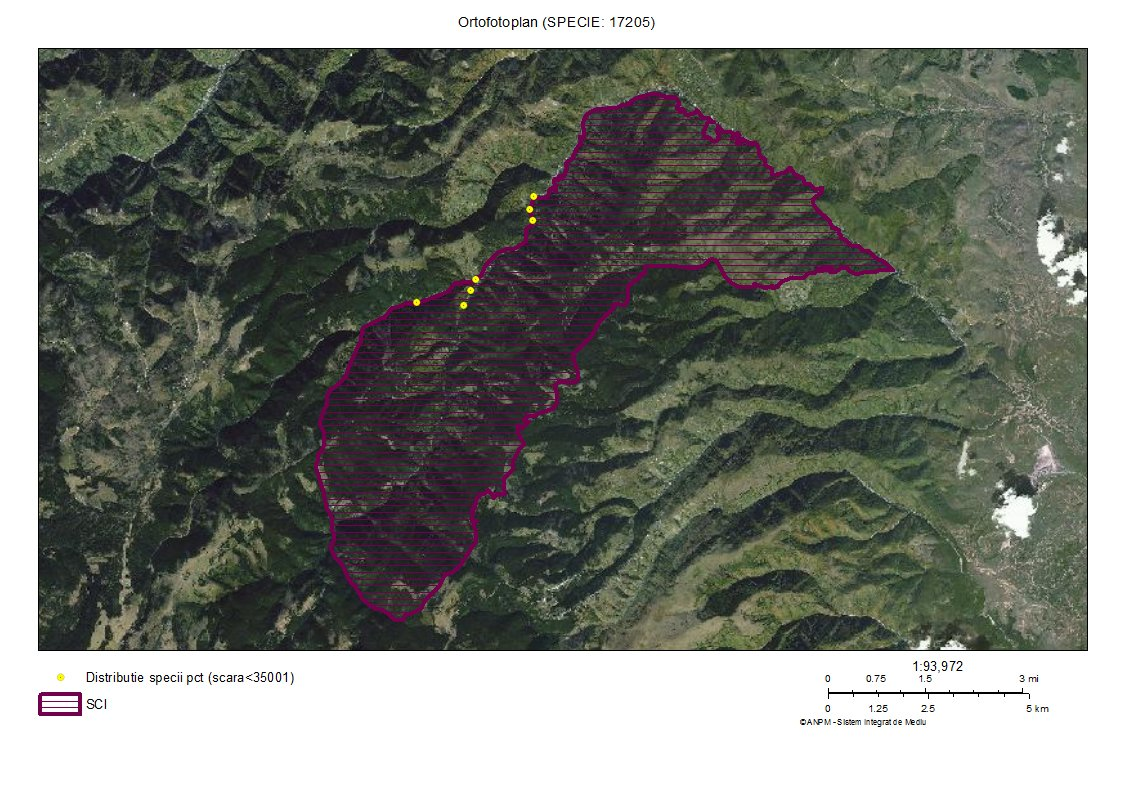 Ortofotoplan (SPECIE: 17205)
Distributie specii pct (scara<35001)
SCI
1:93,972
0 0.75 1.5 3 mi
0 1.25 2.5 5 km
©ANPM - Sistem Integrat de Mediu